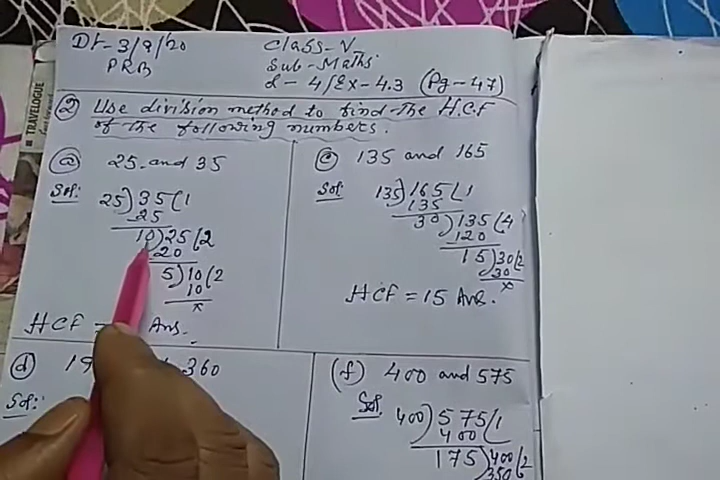 Dt-3/9/20
PRB
Class-V
Sub-Maths
L-4/Ex-4.3 (Pg-47)
② Use division method to find the H.C.F
of the following numbers.
ⓐ 25 and 35
Sol:
25)35(1
25
10)25(2
20
5)10(2
10
x
HCF = Ans.
ⓒ 135 and 165
Sol
135)165(1
135
30)135(4
120
15)30(2
30
x
HCF = 15 Ans.
ⓓ 360
Sol:
(f) 400 and 575
Sol
400)575(1
400
175)400(2
350
TRAVELOGUE